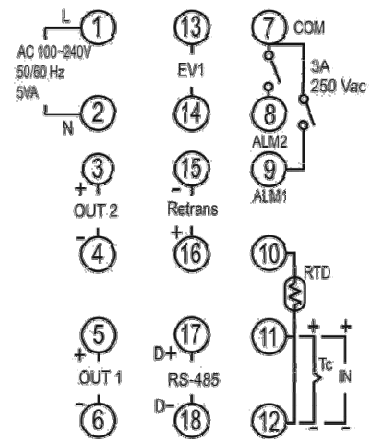 L 1 13 7 COM
AC 100~240V
50/60 Hz
5VA
EV1
3A
250 Vac
N 2 14 8
ALM2
3 15 9
+ -
ALM1
OUT 2 Retrans
- +
4 16 10
RTD
5 17 11 + +
+ D+
OUT 1 RS-485 Tc IN
- D-
6 18 12 - -